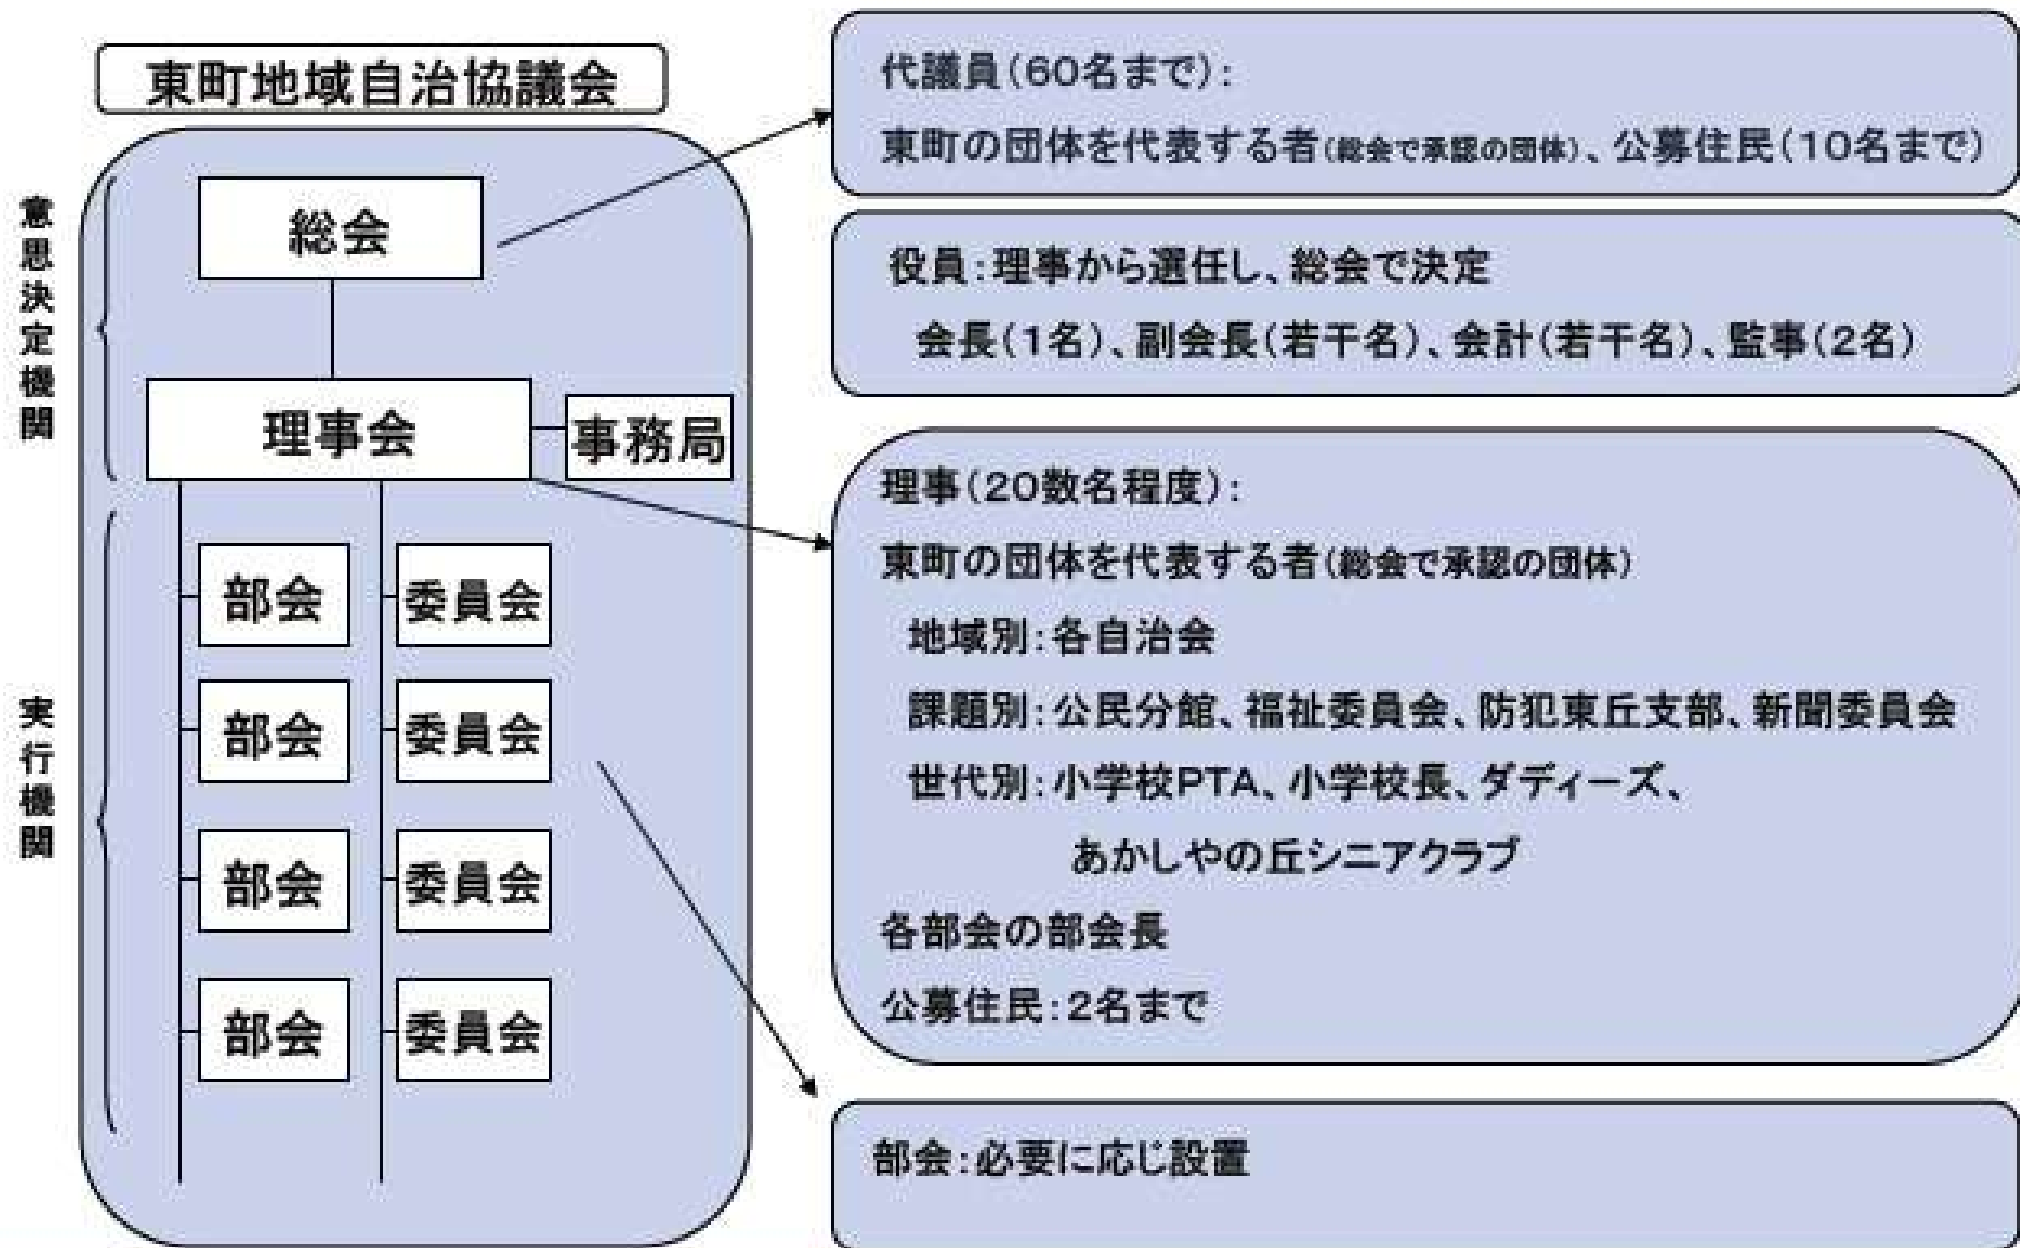 東町地域自治協議会
意思決定機関
総会
理事会
事務局
実行機関
部会
委員会
部会
委員会
部会
委員会
部会
委員会
代議員(60名まで):
東町の団体を代表する者(総会で承認の団体)、公募住民(10名まで)
役員:理事から選任し、総会で決定
会長(1名)、副会長(若干名)、会計(若干名)、監事(2名)
理事(20数名程度):
東町の団体を代表する者(総会で承認の団体)
地域別:各自治会
課題別:公民分館、福祉委員会、防犯東丘支部、新聞委員会
世代別:小学校PTA、小学校長、ダディーズ、
あかしやの丘シニアクラブ
各部会の部会長
公募住民:2名まで
部会:必要に応じ設置